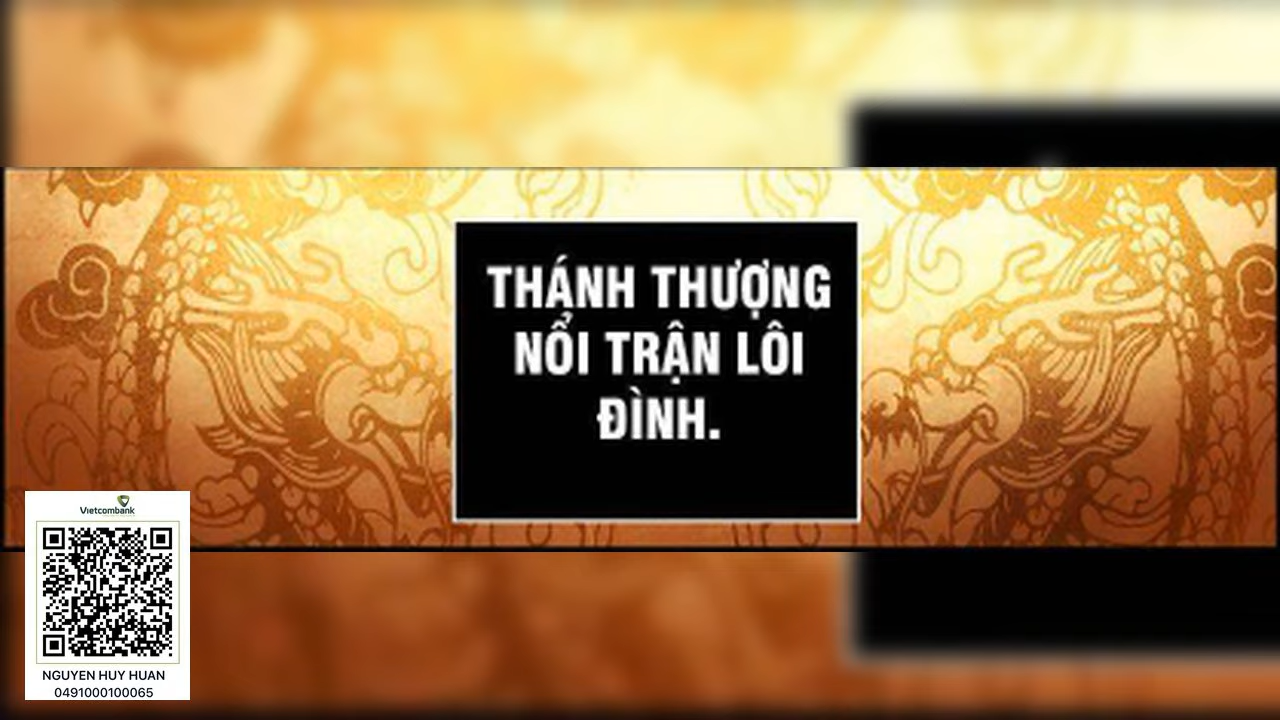 THÁNH THƯỢNG
NỔI TRẬN LÔI
ĐÌNH.
Vietcombank
NGUYEN HUY HUAN
0491000100065